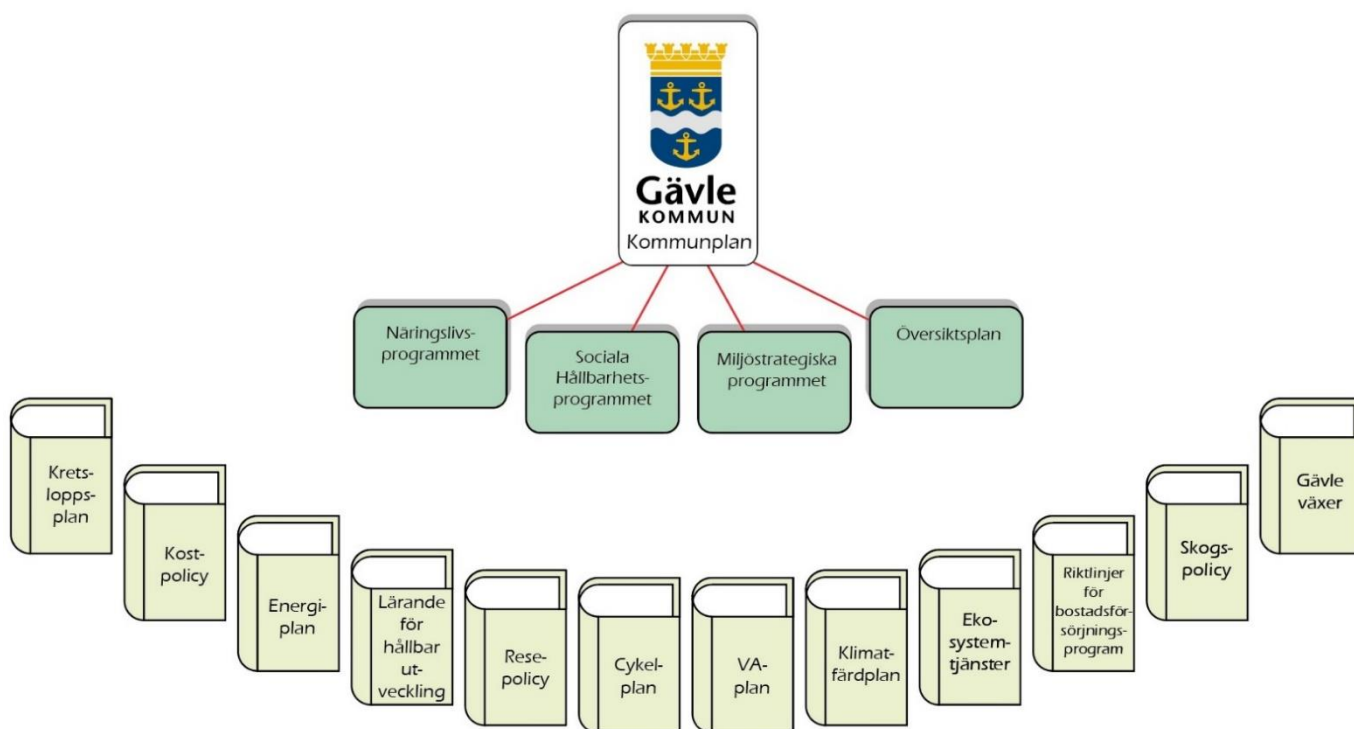 Gävle
KOMMUN
Kommunplan
Näringslivs-
programmet
Sociala
Hållbarhets-
programmet
Miljöstrategiska
programmet
Översiktsplan
Krets-
lopps-
plan
Kost-
policy
Energi-
plan
Lärande
för
hållbar
ut-
veckling
Rese-
policy
Cykel-
plan
VA-
plan
Klimat-
färdplan
Eko-
system-
tjänster
Riktlinjer
för
bostadsför-
sörjnings-
program
Skogs-
policy
Gävle
växer